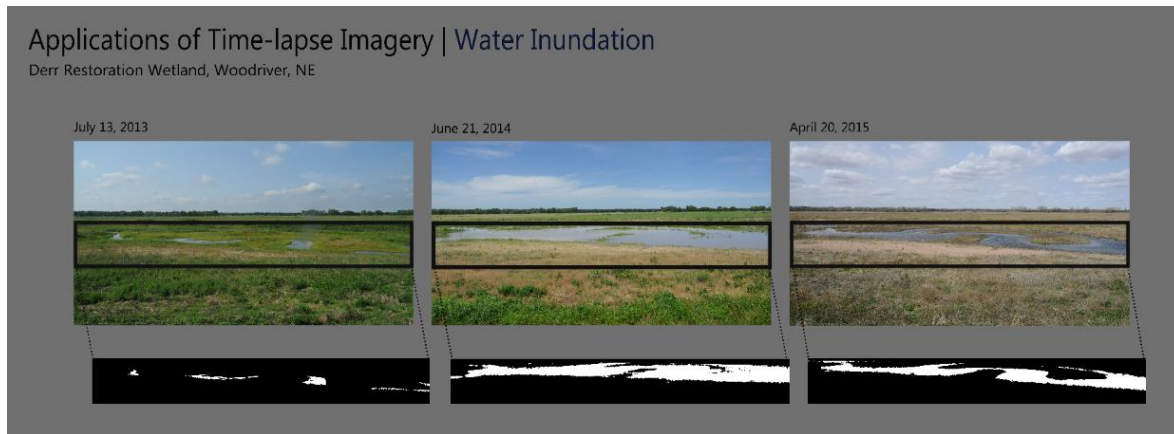 Applications of Time-lapse Imagery | Water Inundation
Derr Restoration Wetland, Woodriver, NE
July 13, 2013
June 21, 2014
April 20, 2015